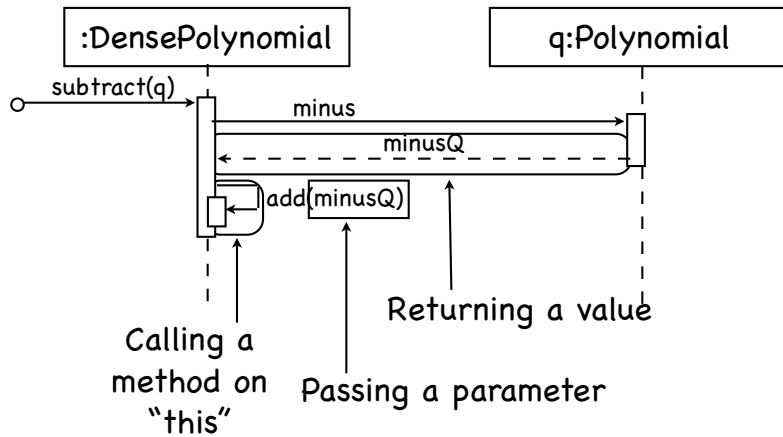 :DensePolynomial
q:Polynomial
subtract(q)
minus
minusQ
add(minusQ)
Returning a value
Calling a
method on
“this”
Passing a parameter